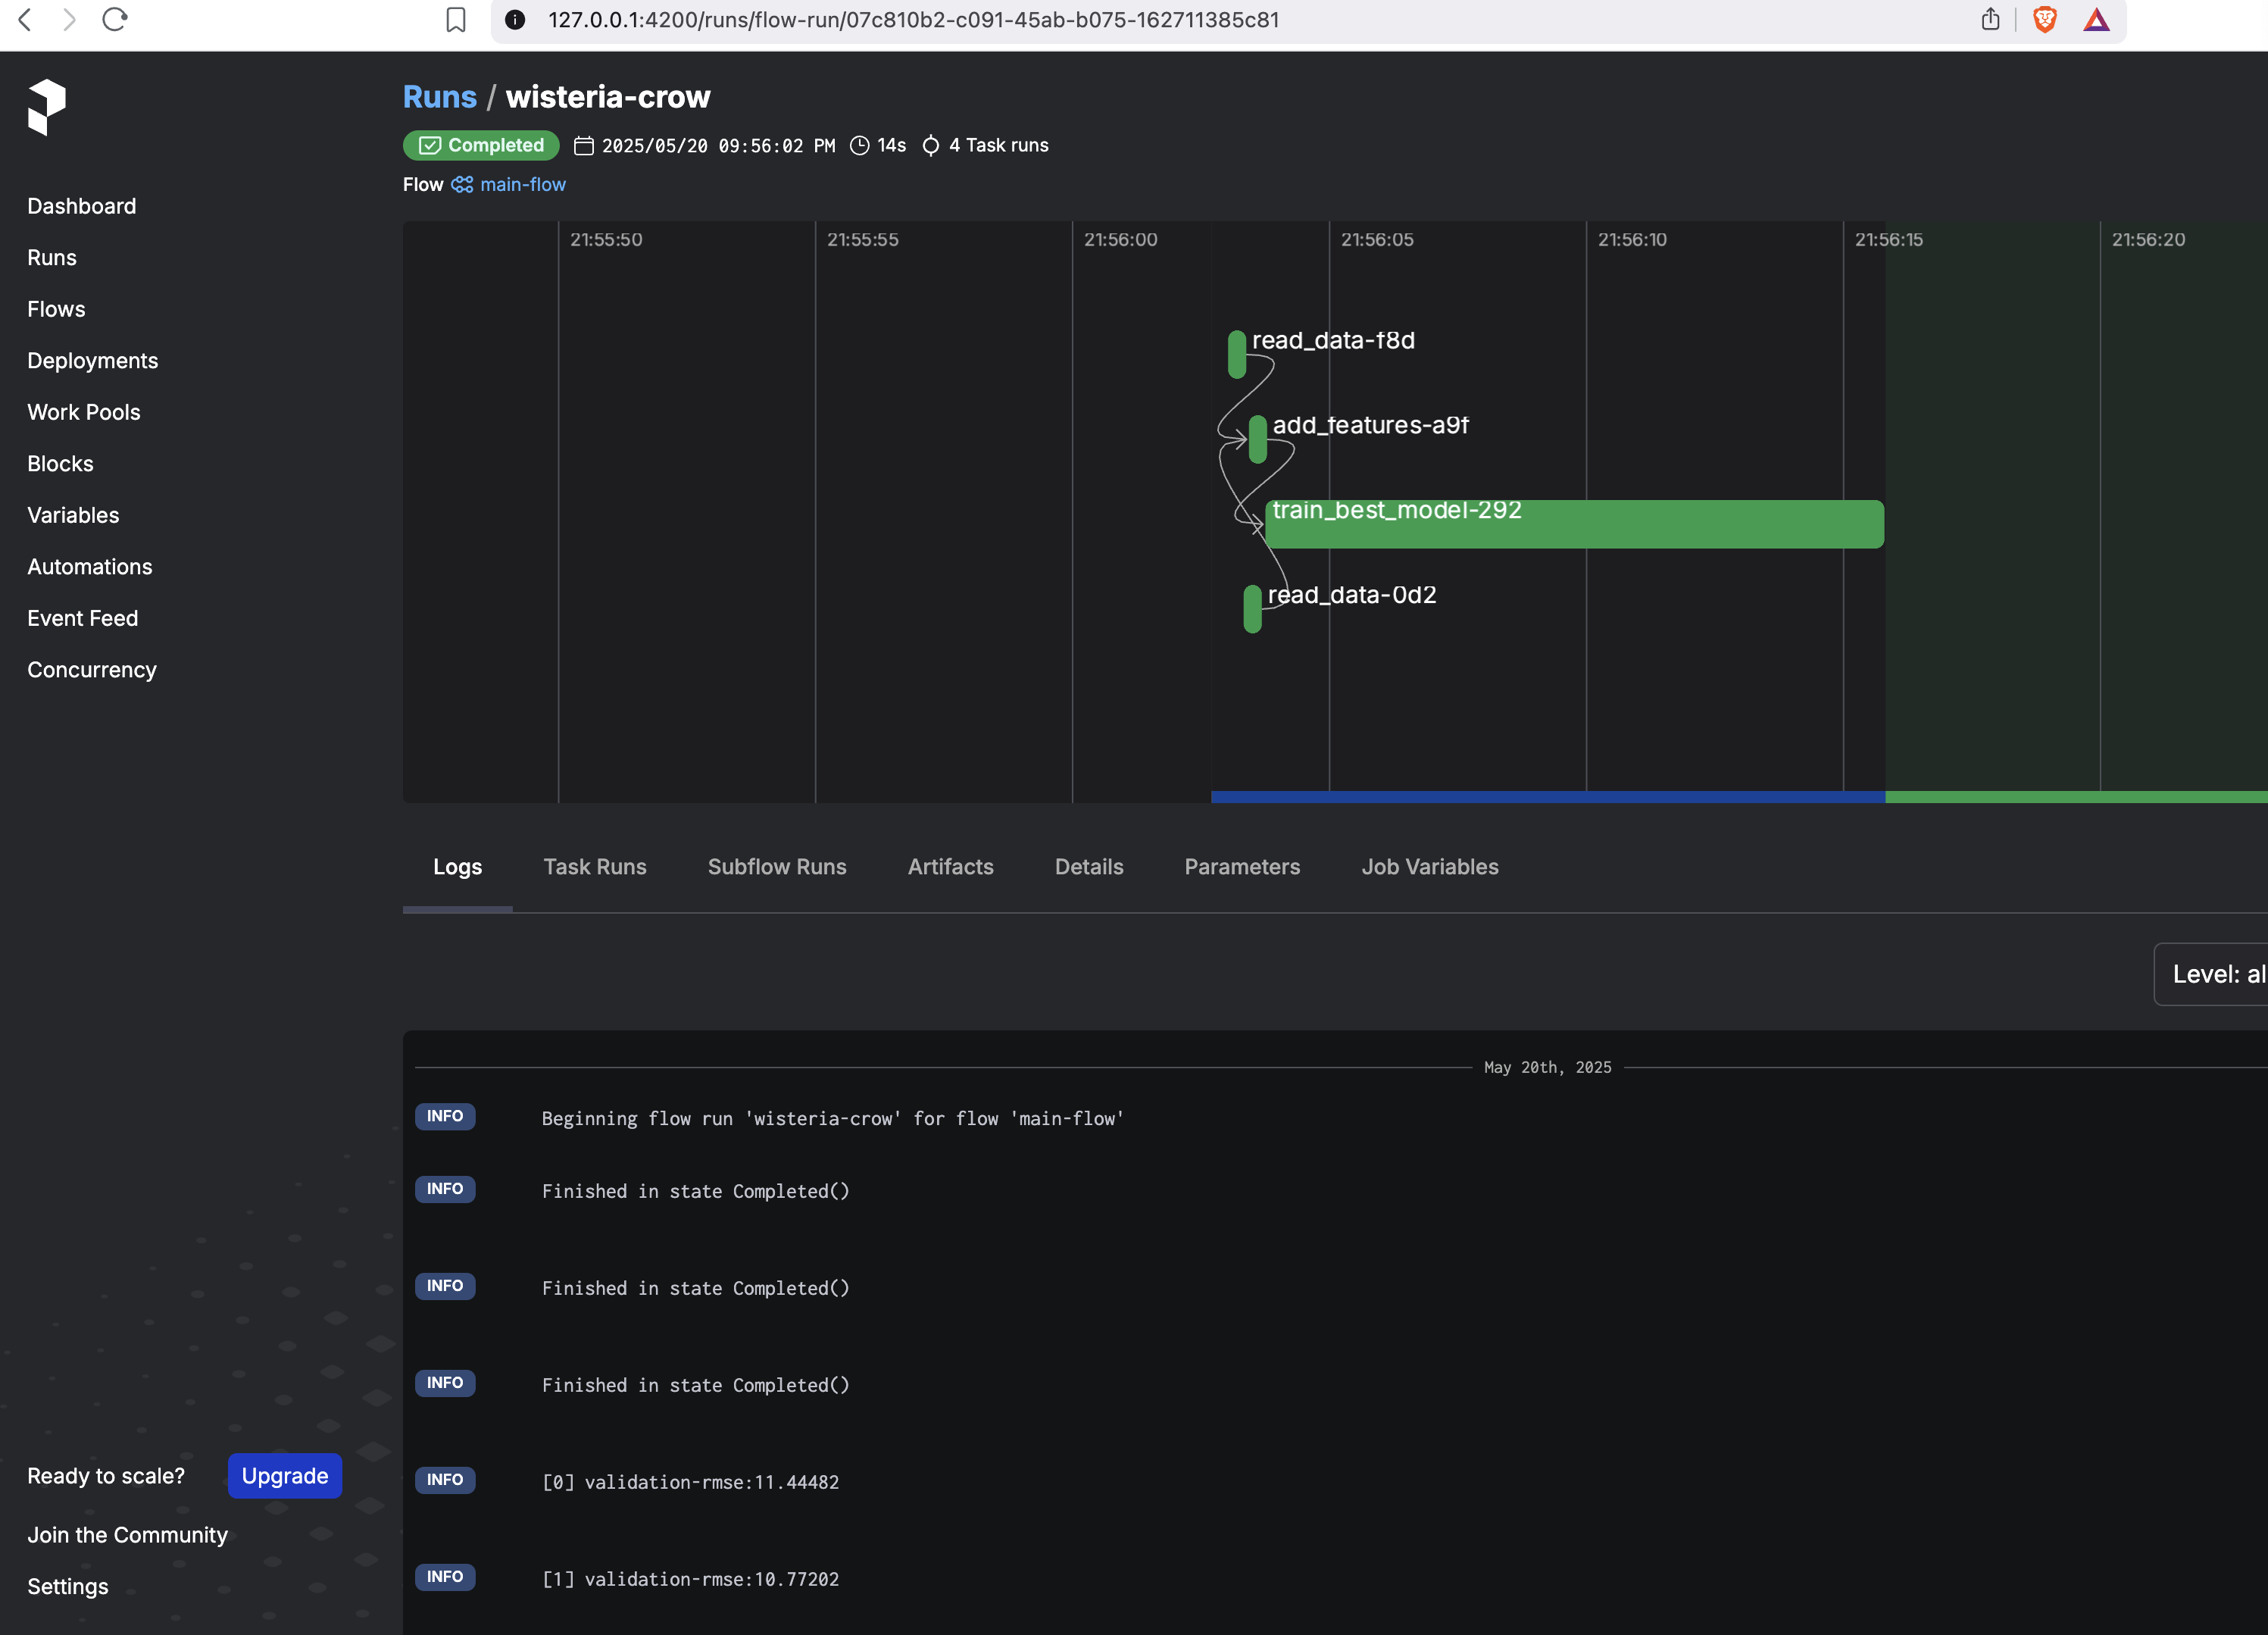 127.0.0.1:4200/runs/flow-run/07c810b2-c091-45ab-b075-162711385c81
Runs / wisteria-crow
Completed 2025/05/20 09:56:02 PM 14s 4 Task runs
Flow main-flow
Dashboard
Runs
Flows
Deployments
Work Pools
Blocks
Variables
Automations
Event Feed
Concurrency
21:55:50 21:55:55 21:56:00 21:56:05 21:56:10 21:56:15 21:56:20
read_data-f8d
add_features-a9f
train_best_model-292
read_data-0d2
Logs Task Runs Subflow Runs Artifacts Details Parameters Job Variables
Level: al
May 20th, 2025
INFO Beginning flow run 'wisteria-crow' for flow 'main-flow'
INFO Finished in state Completed()
INFO Finished in state Completed()
INFO Finished in state Completed()
INFO [0] validation-rmse:11.44482
INFO [1] validation-rmse:10.77202
Ready to scale? Upgrade
Join the Community
Settings